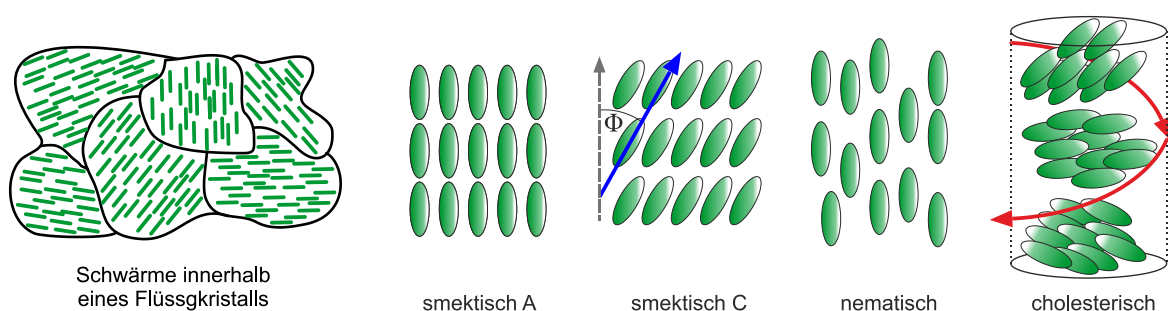 Φ
Schwärme innerhalb
eines Flüssgkristalls
smektisch A
smektisch C
nematisch
cholesterisch